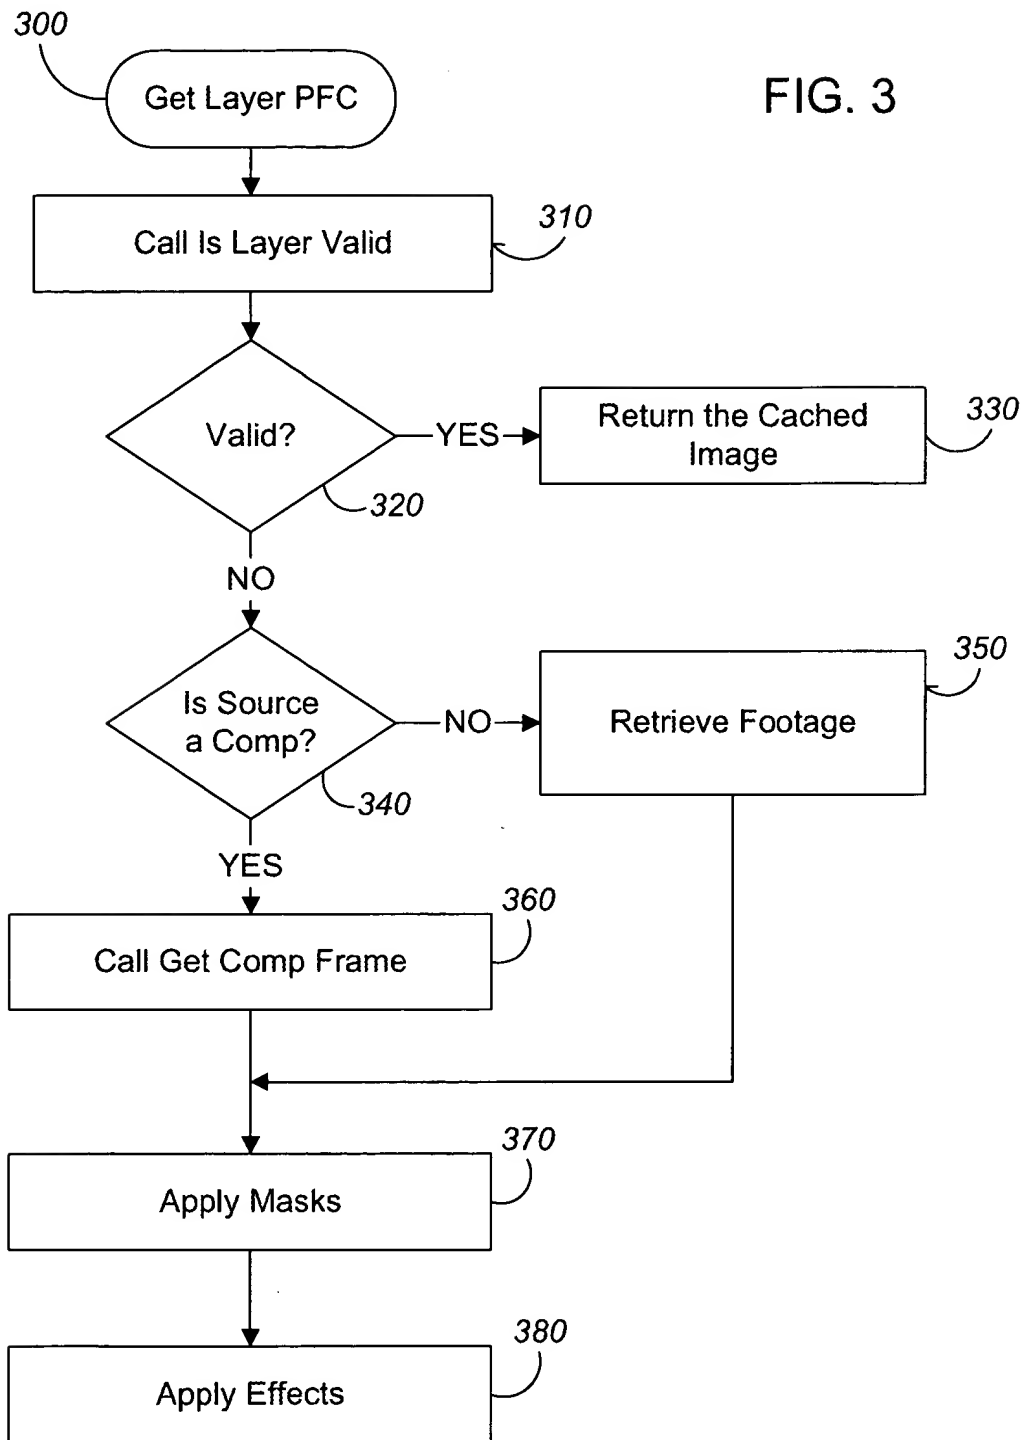 300
Get Layer PFC
FIG. 3
310
Call Is Layer Valid
Valid?
YES
Return the Cached
Image
330
320
NO
350
Is Source
a Comp?
NO
Retrieve Footage
340
YES
360
Call Get Comp Frame
370
Apply Masks
380
Apply Effects